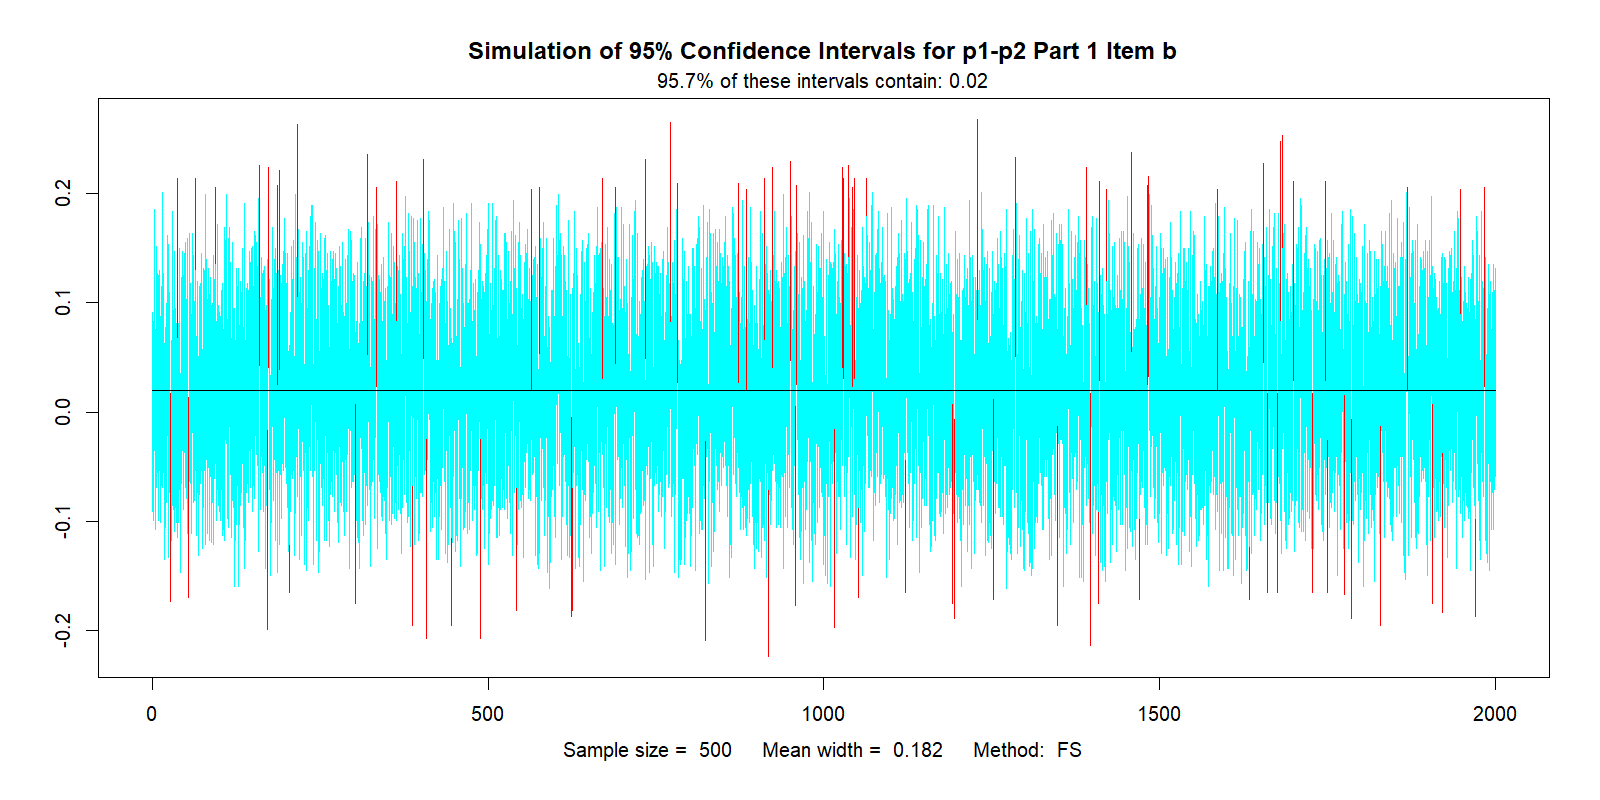 Simulation of 95% Confidence Intervals for p1-p2 Part 1 Item b
95.7% of these intervals contain: 0.02
0.2
0.1
0.0
-0.1
-0.2
0 500 1000 1500 2000
Sample size = 500 Mean width = 0.182 Method: FS